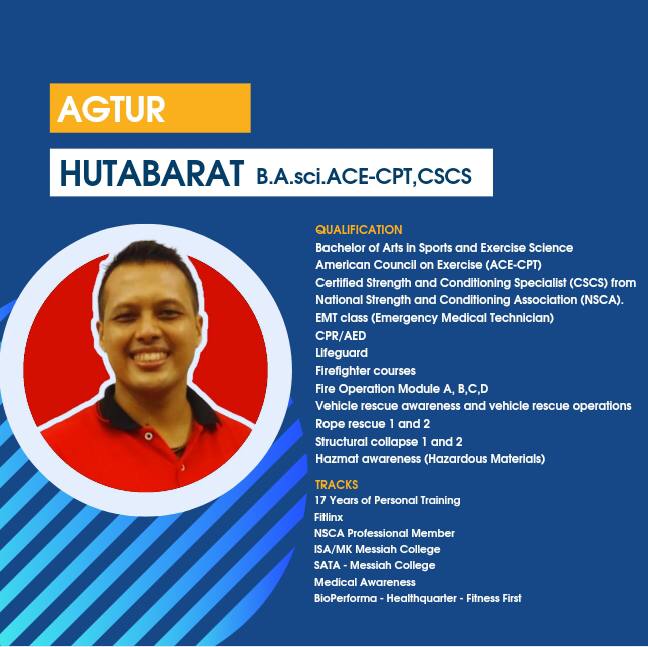 AGTUR
HUTABARAT B.A.sci.ACE-CPT,CSCS
QUALIFICATION
Bachelor of Arts in Sports and Exercise Science
American Council on Exercise (ACE-CPT)
Certified Strength and Conditioning Specialist (CSCS) from
National Strength and Conditioning Association (NSCA).
EMT class (Emergency Medical Technician)
CPR/AED
Lifeguard
Firefighter courses
Fire Operation Module A, B,C,D
Vehicle rescue awareness and vehicle rescue operations
Rope rescue 1 and 2
Structural collapse 1 and 2
Hazmat awareness (Hazardous Materials)
TRACKS
17 Years of Personal Training
Fitlinx
NSCA Professional Member
ISA/MK Messiah College
SATA - Messiah College
Medical Awareness
BioPerforma - Healthquarter - Fitness First